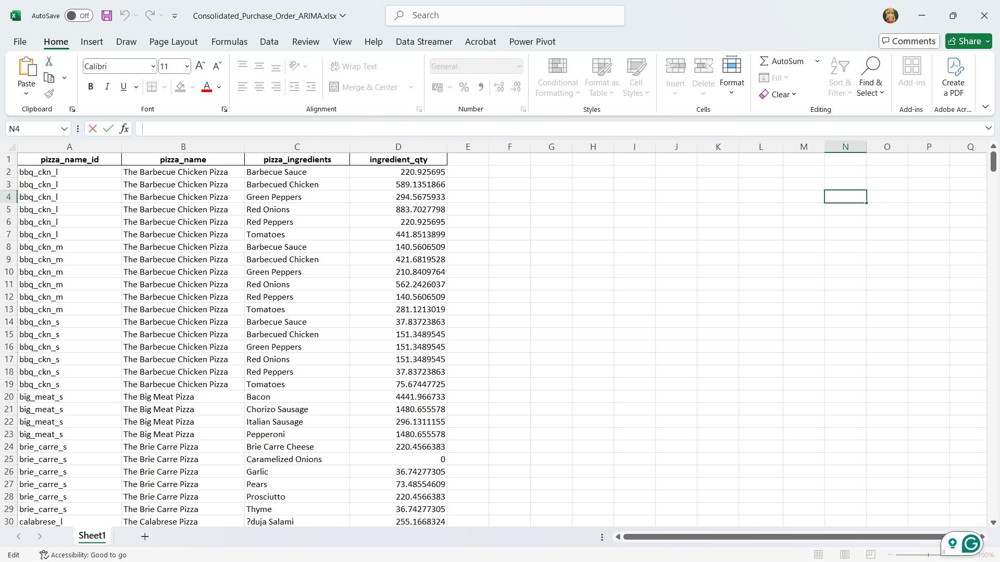 AutoSave Off Consolidated_Purchase_Order_ARIMA.xlsx Search
File Home Insert Draw Page Layout Formulas Data Review View Help Data Streamer Acrobat Power Pivot Comments Share
Paste Calibri 11 B I U A ab Wrap Text Merge & Center General % Conditional Formatting Format as Table Cell Styles Insert Delete Format AutoSum Fill Clear Sort & Filter Find & Select Add-ins Create a PDF
Clipboard Font Alignment Number Styles Cells Editing Add-ins Adobe Acr...
N4 fx
A B C D E F G H I J K L M N O P Q
1 pizza_name_id pizza_name pizza_ingredients ingredient_qty
2 bbq_ckn_l The Barbecue Chicken Pizza Barbecue Sauce 220.925695
3 bbq_ckn_l The Barbecue Chicken Pizza Barbecued Chicken 589.1351866
4 bbq_ckn_l The Barbecue Chicken Pizza Green Peppers 294.5675933
5 bbq_ckn_l The Barbecue Chicken Pizza Red Onions 883.7027798
6 bbq_ckn_l The Barbecue Chicken Pizza Red Peppers 220.925695
7 bbq_ckn_l The Barbecue Chicken Pizza Tomatoes 441.8513899
8 bbq_ckn_m The Barbecue Chicken Pizza Barbecue Sauce 140.5606509
9 bbq_ckn_m The Barbecue Chicken Pizza Barbecued Chicken 421.6819528
10 bbq_ckn_m The Barbecue Chicken Pizza Green Peppers 210.8409764
11 bbq_ckn_m The Barbecue Chicken Pizza Red Onions 562.2426037
12 bbq_ckn_m The Barbecue Chicken Pizza Red Peppers 140.5606509
13 bbq_ckn_m The Barbecue Chicken Pizza Tomatoes 281.1213019
14 bbq_ckn_s The Barbecue Chicken Pizza Barbecue Sauce 37.83723863
15 bbq_ckn_s The Barbecue Chicken Pizza Barbecued Chicken 151.3489545
16 bbq_ckn_s The Barbecue Chicken Pizza Green Peppers 151.3489545
17 bbq_ckn_s The Barbecue Chicken Pizza Red Onions 151.3489545
18 bbq_ckn_s The Barbecue Chicken Pizza Red Peppers 37.83723863
19 bbq_ckn_s The Barbecue Chicken Pizza Tomatoes 75.67447725
20 big_meat_s The Big Meat Pizza Bacon 4441.966733
21 big_meat_s The Big Meat Pizza Chorizo Sausage 1480.655578
22 big_meat_s The Big Meat Pizza Italian Sausage 296.1311155
23 big_meat_s The Big Meat Pizza Pepperoni 1480.655578
24 brie_carre_s The Brie Carre Pizza Brie Carre Cheese 220.4566383
25 brie_carre_s The Brie Carre Pizza Caramelized Onions 0
26 brie_carre_s The Brie Carre Pizza Garlic 36.74277305
27 brie_carre_s The Brie Carre Pizza Pears 73.48554609
28 brie_carre_s The Brie Carre Pizza Prosciutto 220.4566383
29 brie_carre_s The Brie Carre Pizza Thyme 36.74277305
30 calabrese_l The Calabrese Pizza ?duja Salami 255.1668324
Sheet1
Edit Accessibility: Good to go 100%